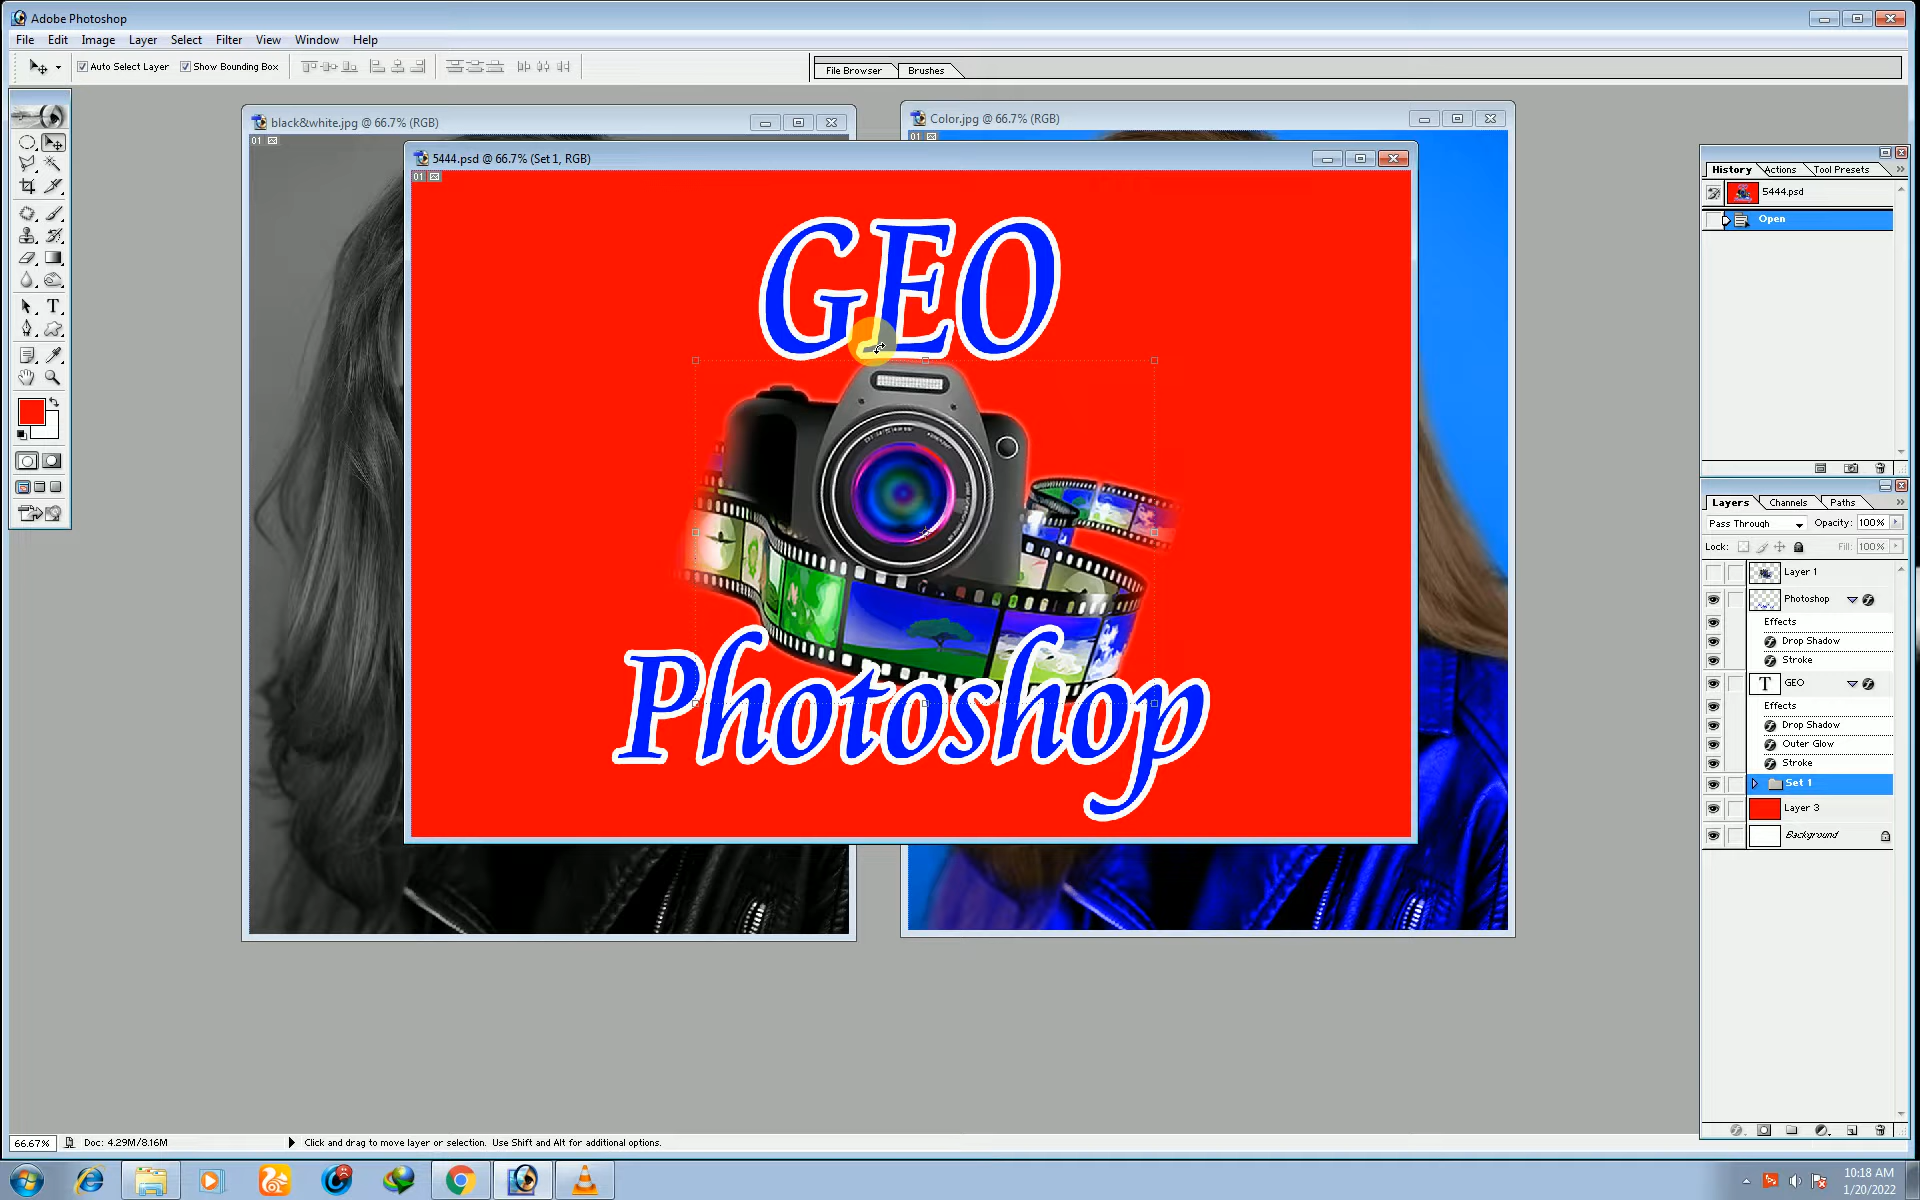 Adobe Photoshop
File Edit Image Layer Select Filter View Window Help
Auto Select Layer Show Bounding Box
File Browser Brushes
black&white.jpg @ 66.7% (RGB)
01
Color.jpg @ 66.7% (RGB)
01
5444.psd @ 66.7% (Set 1, RGB)
01
GEO
Photoshop
History Actions Tool Presets
5444.psd
Open
Layers Channels Paths
Pass Through Opacity: 100%
Lock: Fill: 100%
Layer 1
Photoshop
Effects
Drop Shadow
Stroke
T GEO
Effects
Drop Shadow
Outer Glow
Stroke
Set 1
Layer 3
Background
66.67% Doc: 4.29M/8.16M Click and drag to move layer or selection. Use Shift and Alt for additional options.
10:18 AM
1/20/2022